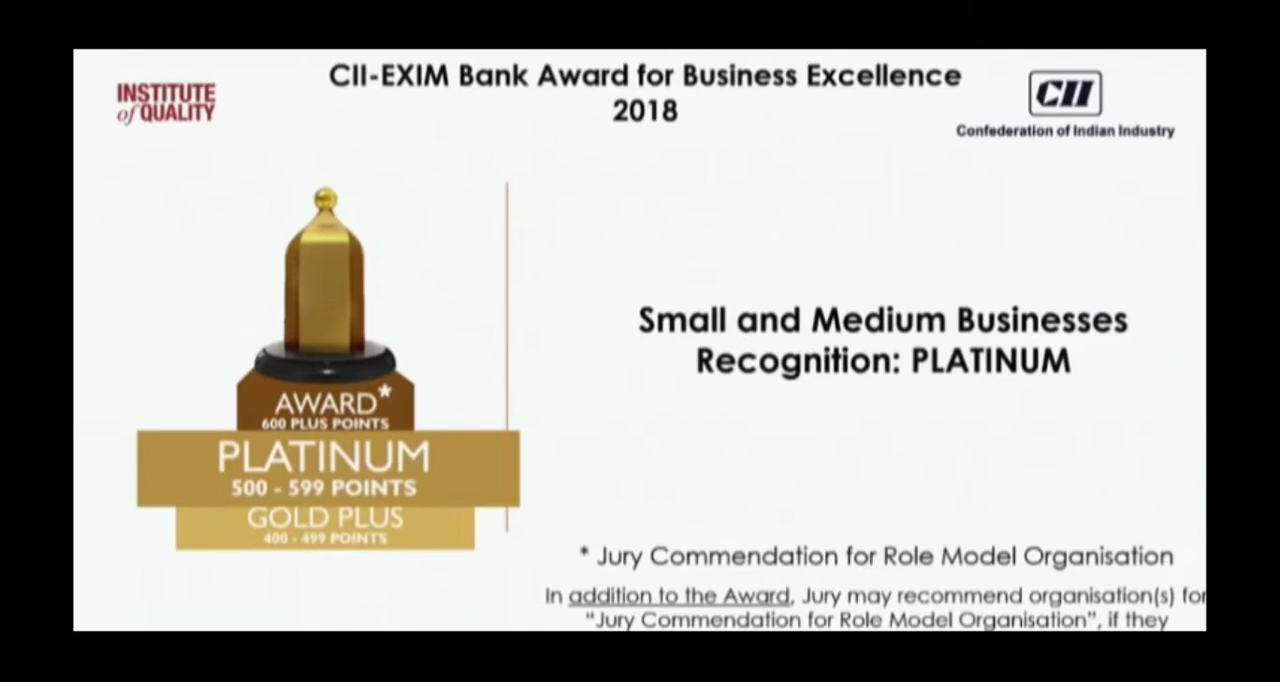 CII-EXIM Bank Award for Business Excellence
2018
INSTITUTE
of QUALITY
CII
Confederation of Indian Industry
AWARD*
600 PLUS POINTS
PLATINUM
500 - 599 POINTS
GOLD PLUS
400 - 499 POINTS
Small and Medium Businesses
Recognition: PLATINUM
* Jury Commendation for Role Model Organisation
In addition to the Award, Jury may recommend organisation(s) for
“Jury Commendation for Role Model Organisation”, if they